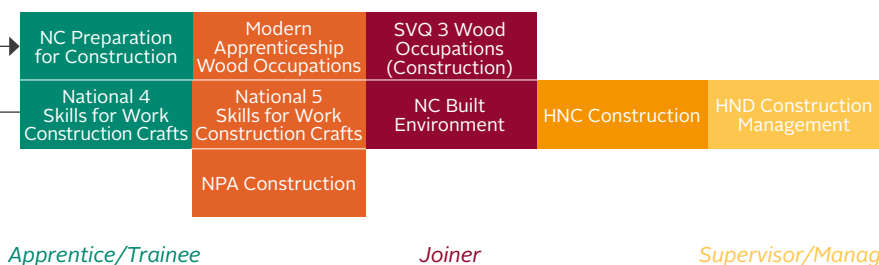 NC Preparation
for Construction
Modern
Apprenticeship
Wood Occupations
SVQ 3 Wood
Occupations
(Construction)
National 4
Skills for Work
Construction Crafts
National 5
Skills for Work
Construction Crafts
NC Built
Environment
HNC Construction
HND Construction
Management
NPA Construction
Apprentice/Trainee
Joiner
Supervisor/Manag